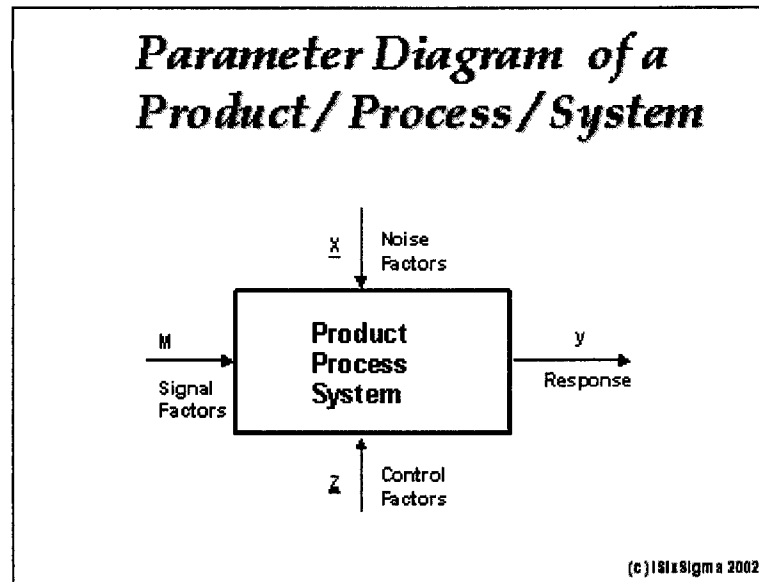 Parameter Diagram of a
Product / Process / System
x
Noise
Factors
M
Signal
Factors
Product
Process
System
y
Response
z
Control
Factors
(c) iSixSigma 2002